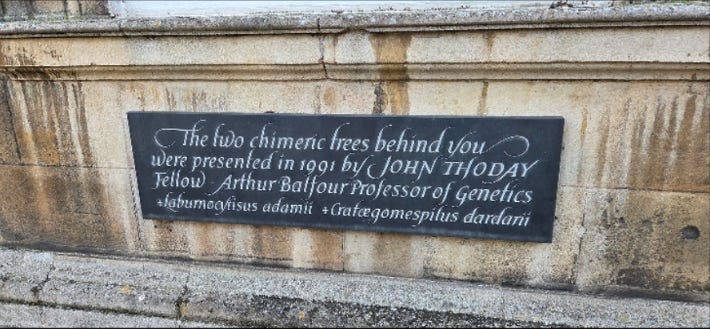 The two chimeric trees behind you
were presented in 1991 by JOHN THODAY
Fellow Arthur Balfour Professor of Genetics
+Laburnocytisus adamii +Cratægomespilus dardarii